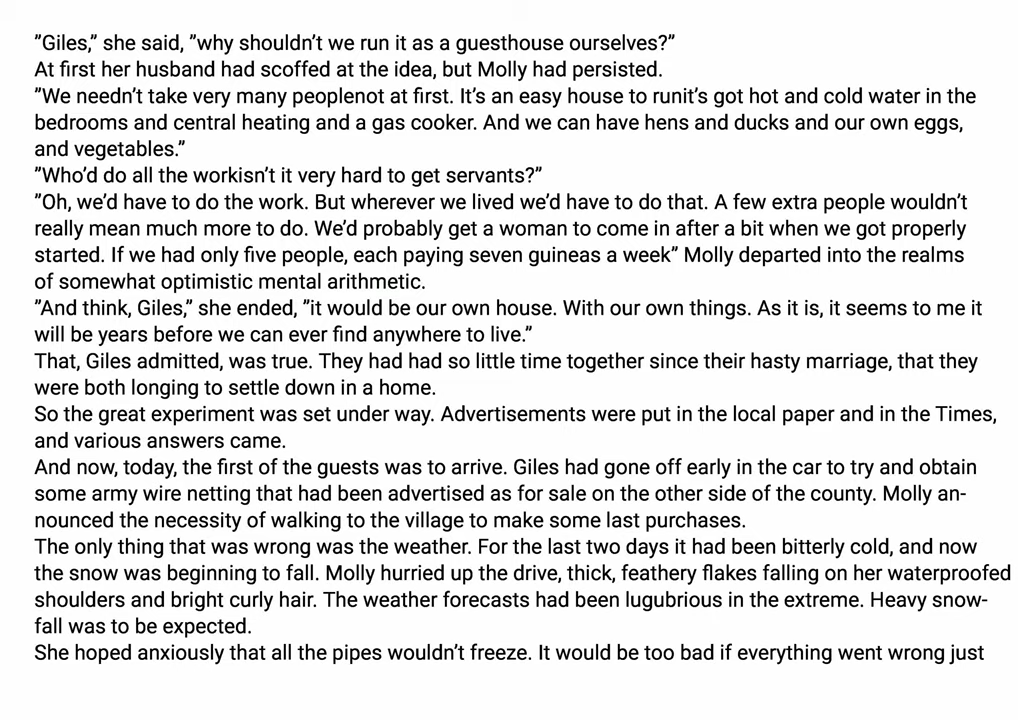 ”Giles,” she said, ”why shouldn’t we run it as a guesthouse ourselves?”
At first her husband had scoffed at the idea, but Molly had persisted.
”We needn’t take very many peoplenot at first. It’s an easy house to runit’s got hot and cold water in the
bedrooms and central heating and a gas cooker. And we can have hens and ducks and our own eggs,
and vegetables.”
”Who’d do all the workisn’t it very hard to get servants?”
”Oh, we’d have to do the work. But wherever we lived we’d have to do that. A few extra people wouldn’t
really mean much more to do. We’d probably get a woman to come in after a bit when we got properly
started. If we had only five people, each paying seven guineas a week” Molly departed into the realms
of somewhat optimistic mental arithmetic.
”And think, Giles,” she ended, ”it would be our own house. With our own things. As it is, it seems to me it
will be years before we can ever find anywhere to live.”
That, Giles admitted, was true. They had had so little time together since their hasty marriage, that they
were both longing to settle down in a home.
So the great experiment was set under way. Advertisements were put in the local paper and in the Times,
and various answers came.
And now, today, the first of the guests was to arrive. Giles had gone off early in the car to try and obtain
some army wire netting that had been advertised as for sale on the other side of the county. Molly an-
nounced the necessity of walking to the village to make some last purchases.
The only thing that was wrong was the weather. For the last two days it had been bitterly cold, and now
the snow was beginning to fall. Molly hurried up the drive, thick, feathery flakes falling on her waterproofed
shoulders and bright curly hair. The weather forecasts had been lugubrious in the extreme. Heavy snow-
fall was to be expected.
She hoped anxiously that all the pipes wouldn’t freeze. It would be too bad if everything went wrong just